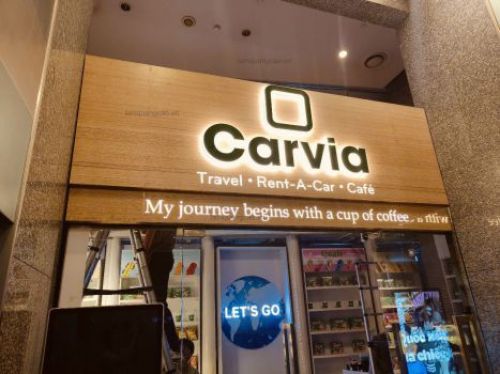 Carvia
Travel • Rent-A-Car • Café
My journey begins with a cup of coffee
LET'S GO